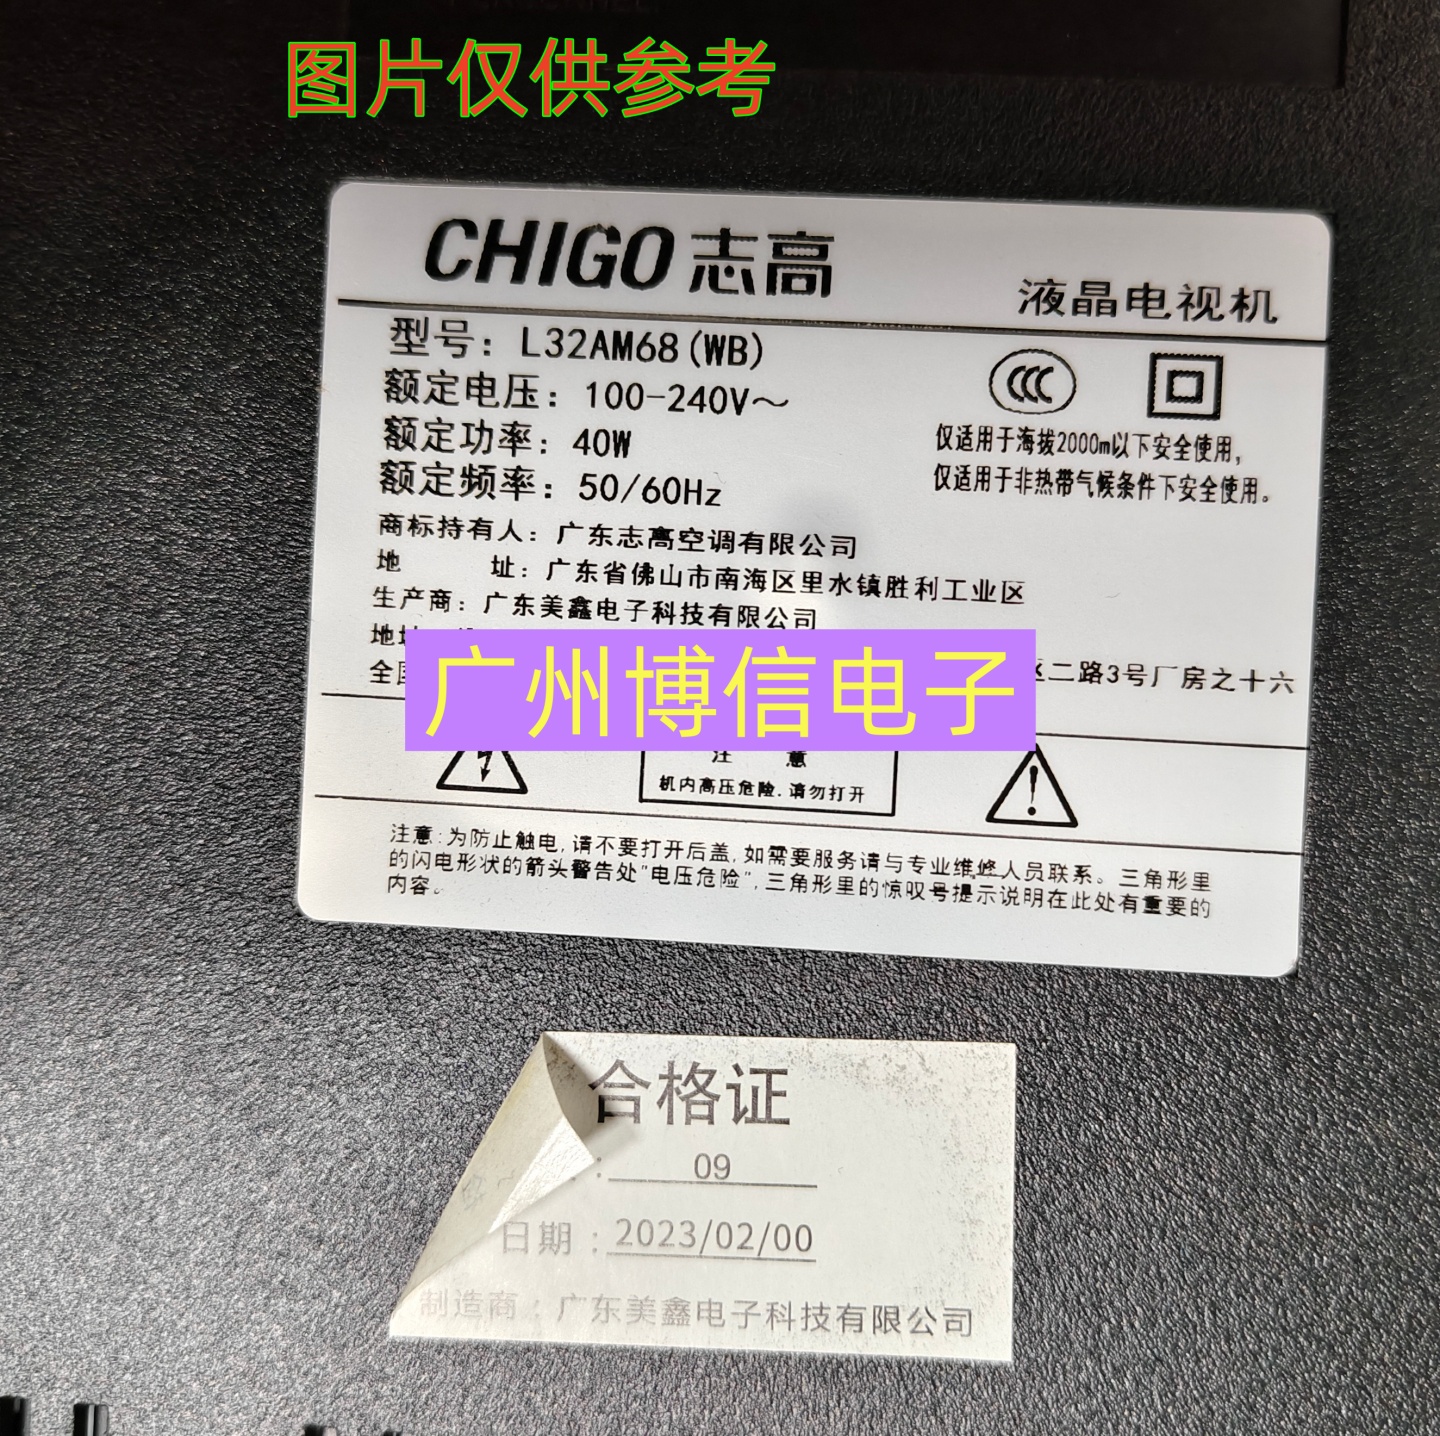 图片仅供参考
CHIGO 志高
液晶电视机
型号：L32AM68(WB)
额定电压：100-240V～
额定功率：40W
额定频率：50/60Hz
CCC
仅适用于海拔2000m以下安全使用，
仅适用于非热带气候条件下安全使用。
商标持有人：广东志高空调有限公司
地 址：广东省佛山市南海区里水镇胜利工业区
生产商：广东美鑫电子科技有限公司
地址
区二路3号厂房之十六
全国
广州博信电子
注 意
机内高压危险.请勿打开
注意:为防止触电,请不要打开后盖,如需要服务请与专业维修人员联系。三角形里
的闪电形状的箭头警告处"电压危险",三角形里的惊叹号提示说明在此处有重要的
内容。
合格证
: 09
日期：2023/02/00
制造商：广东美鑫电子科技有限公司